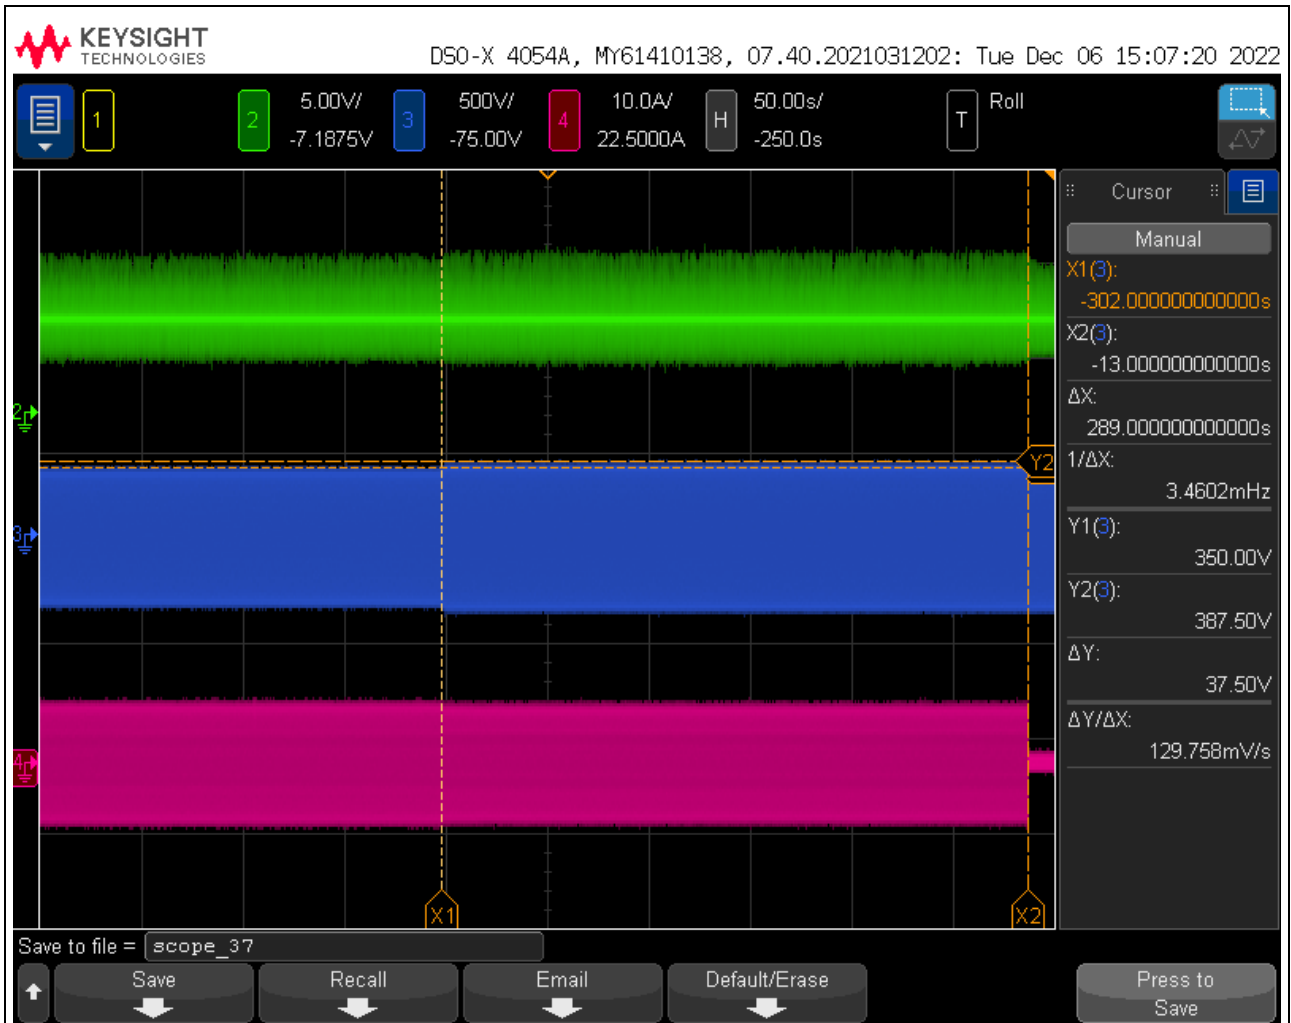 KEYSIGHT
TECHNOLOGIES
DSO-X 4054A, MY61410138, 07.40.2021031202: Tue Dec 06 15:07:20 2022
1
2
5.00V/
-7.1875V
3
500V/
-75.00V
4
10.0A/
22.5000A
H
50.00s/
-250.0s
T
Roll
Cursor
Manual
X1(3):
-302.000000000000s
X2(3):
-13.000000000000s
ΔX:
289.000000000000s
1/ΔX:
3.4602mHz
Y1(3):
350.00V
Y2(3):
387.50V
ΔY:
37.50V
ΔY/ΔX:
129.758mV/s
2
3
4
Y2
X1
X2
Save to file = scope_37
Save
Recall
Email
Default/Erase
Press to
Save